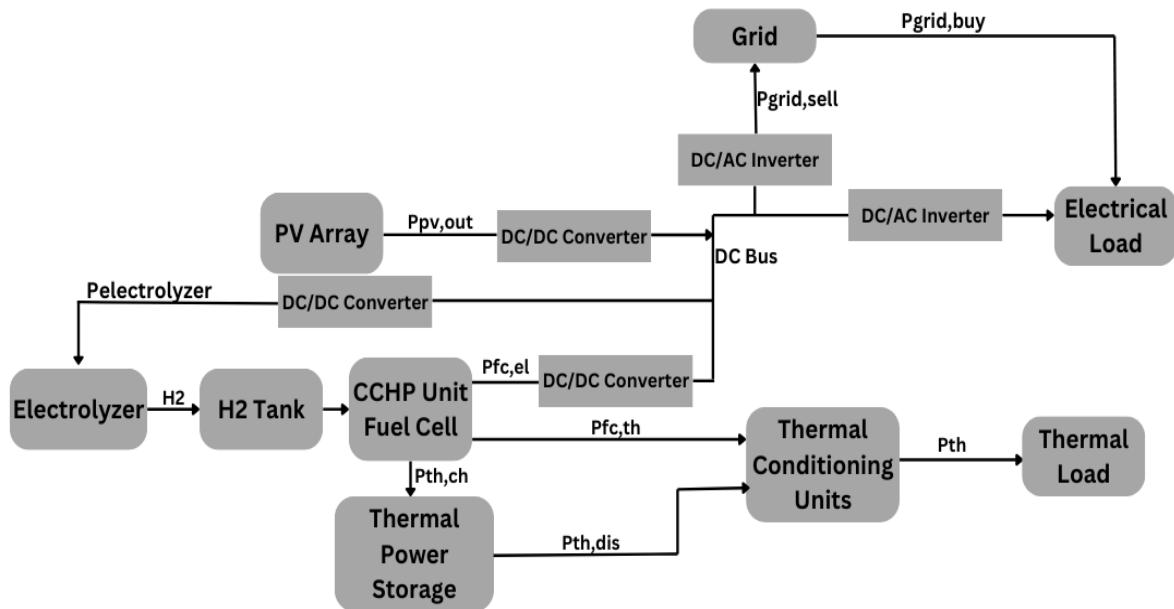 Grid
Pgrid,buy
Pgrid,sell
DC/AC Inverter
PV Array
Ppv,out
DC/DC Converter
DC/AC Inverter
Electrical
Load
DC Bus
Pelectrolyzer
DC/DC Converter
Electrolyzer
H2
H2 Tank
CCHP Unit
Fuel Cell
Pfc,el
DC/DC Converter
Pfc,th
Thermal
Conditioning
Units
Pth
Thermal
Load
Pth,ch
Thermal
Power
Storage
Pth,dis